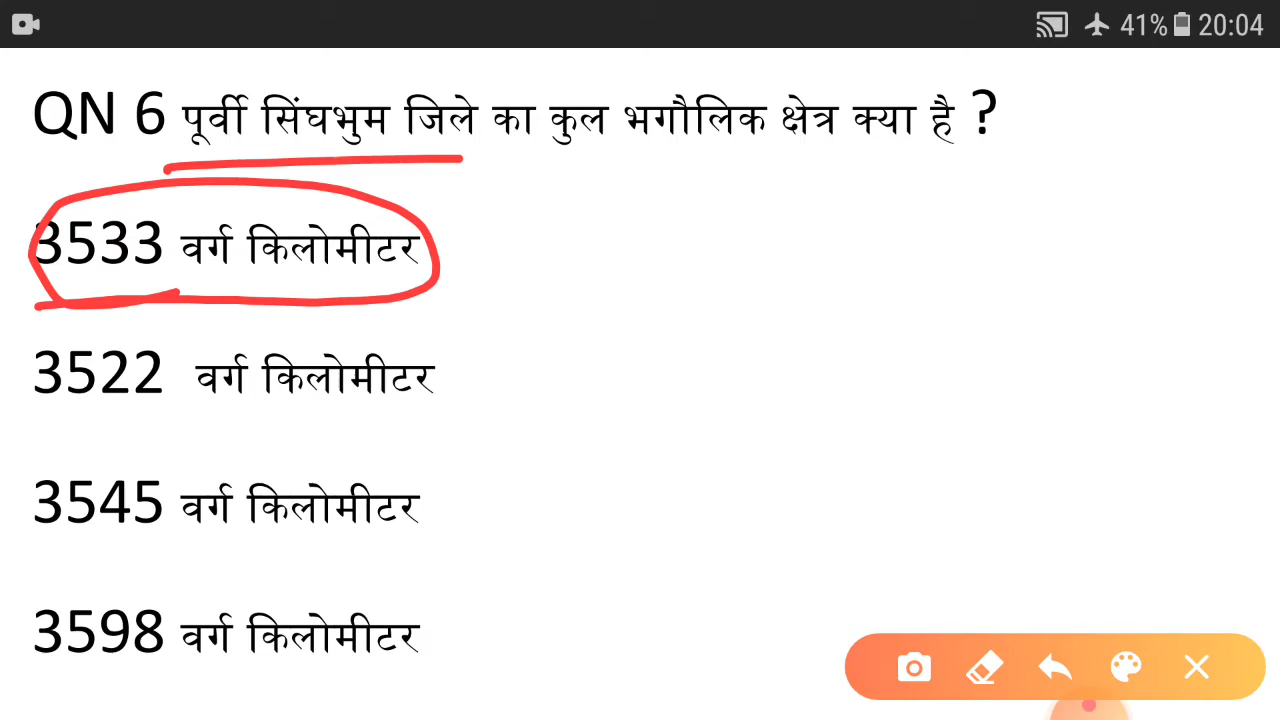 41% 20:04
QN 6 पूर्वी सिंघभुम जिले का कुल भगौलिक क्षेत्र क्या है ?
3533 वर्ग किलोमीटर
3522 वर्ग किलोमीटर
3545 वर्ग किलोमीटर
3598 वर्ग किलोमीटर